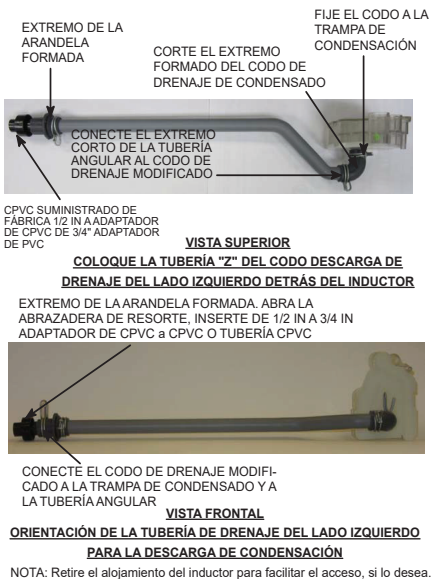 EXTREMO DE LA
ARANDELA
FORMADA
CORTE EL EXTREMO
FORMADO DEL CODO DE
DRENAJE DE CONDENSADO
FIJE EL CODO A LA
TRAMPA DE
CONDENSACIÓN
CONECTE EL EXTREMO
CORTO DE LA TUBERÍA
ANGULAR AL CODO DE
DRENAJE MODIFICADO
CPVC SUMINISTRADO DE
FÁBRICA 1/2 IN A ADAPTADOR
DE CPVC DE 3/4" ADAPTADOR
DE PVC
VISTA SUPERIOR
COLOQUE LA TUBERÍA "Z" DEL CODO DESCARGA DE
DRENAJE DEL LADO IZQUIERDO DETRÁS DEL INDUCTOR
EXTREMO DE LA ARANDELA FORMADA. ABRA LA
ABRAZADERA DE RESORTE, INSERTE DE 1/2 IN A 3/4 IN
ADAPTADOR DE CPVC a CPVC O TUBERÍA CPVC
CONECTE EL CODO DE DRENAJE MODIFI-
CADO A LA TRAMPA DE CONDENSADO Y A
LA TUBERÍA ANGULAR
VISTA FRONTAL
ORIENTACIÓN DE LA TUBERÍA DE DRENAJE DEL LADO IZQUIERDO
PARA LA DESCARGA DE CONDENSACIÓN
NOTA: Retire el alojamiento del inductor para facilitar el acceso, si lo desea.